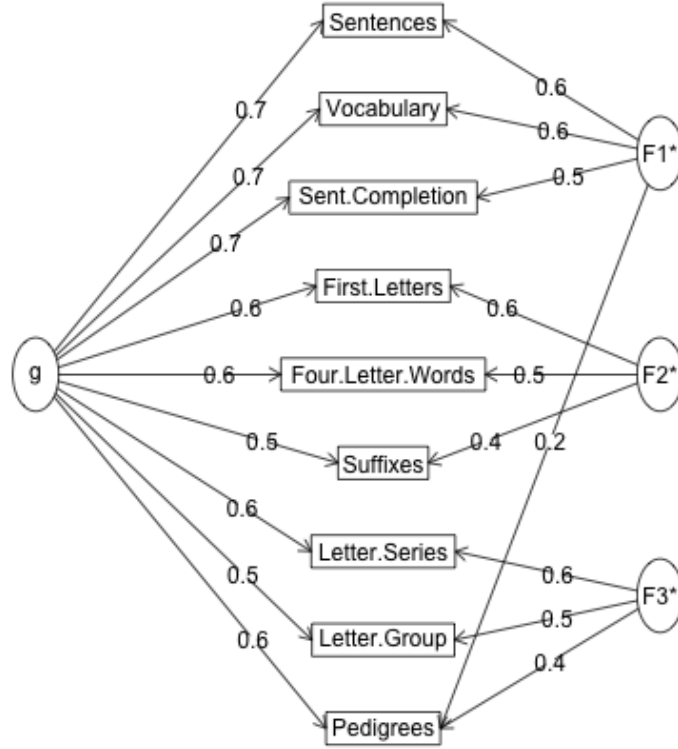 Sentences
0.6
0.7
Vocabulary
0.6
F1*
0.7
Sent.Completion
0.5
0.7
First.Letters
0.6
0.6
g
0.6
Four.Letter.Words
0.5
F2*
0.5
Suffixes
0.4
0.2
0.6
Letter.Series
0.6
F3*
0.5
Letter.Group
0.5
0.6
0.4
Pedigrees